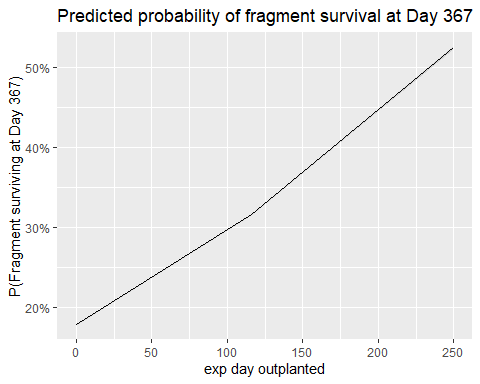 Predicted probability of fragment survival at Day 367
P(Fragment surviving at Day 367)
50%
40%
30%
20%
0 50 100 150 200 250
exp day outplanted